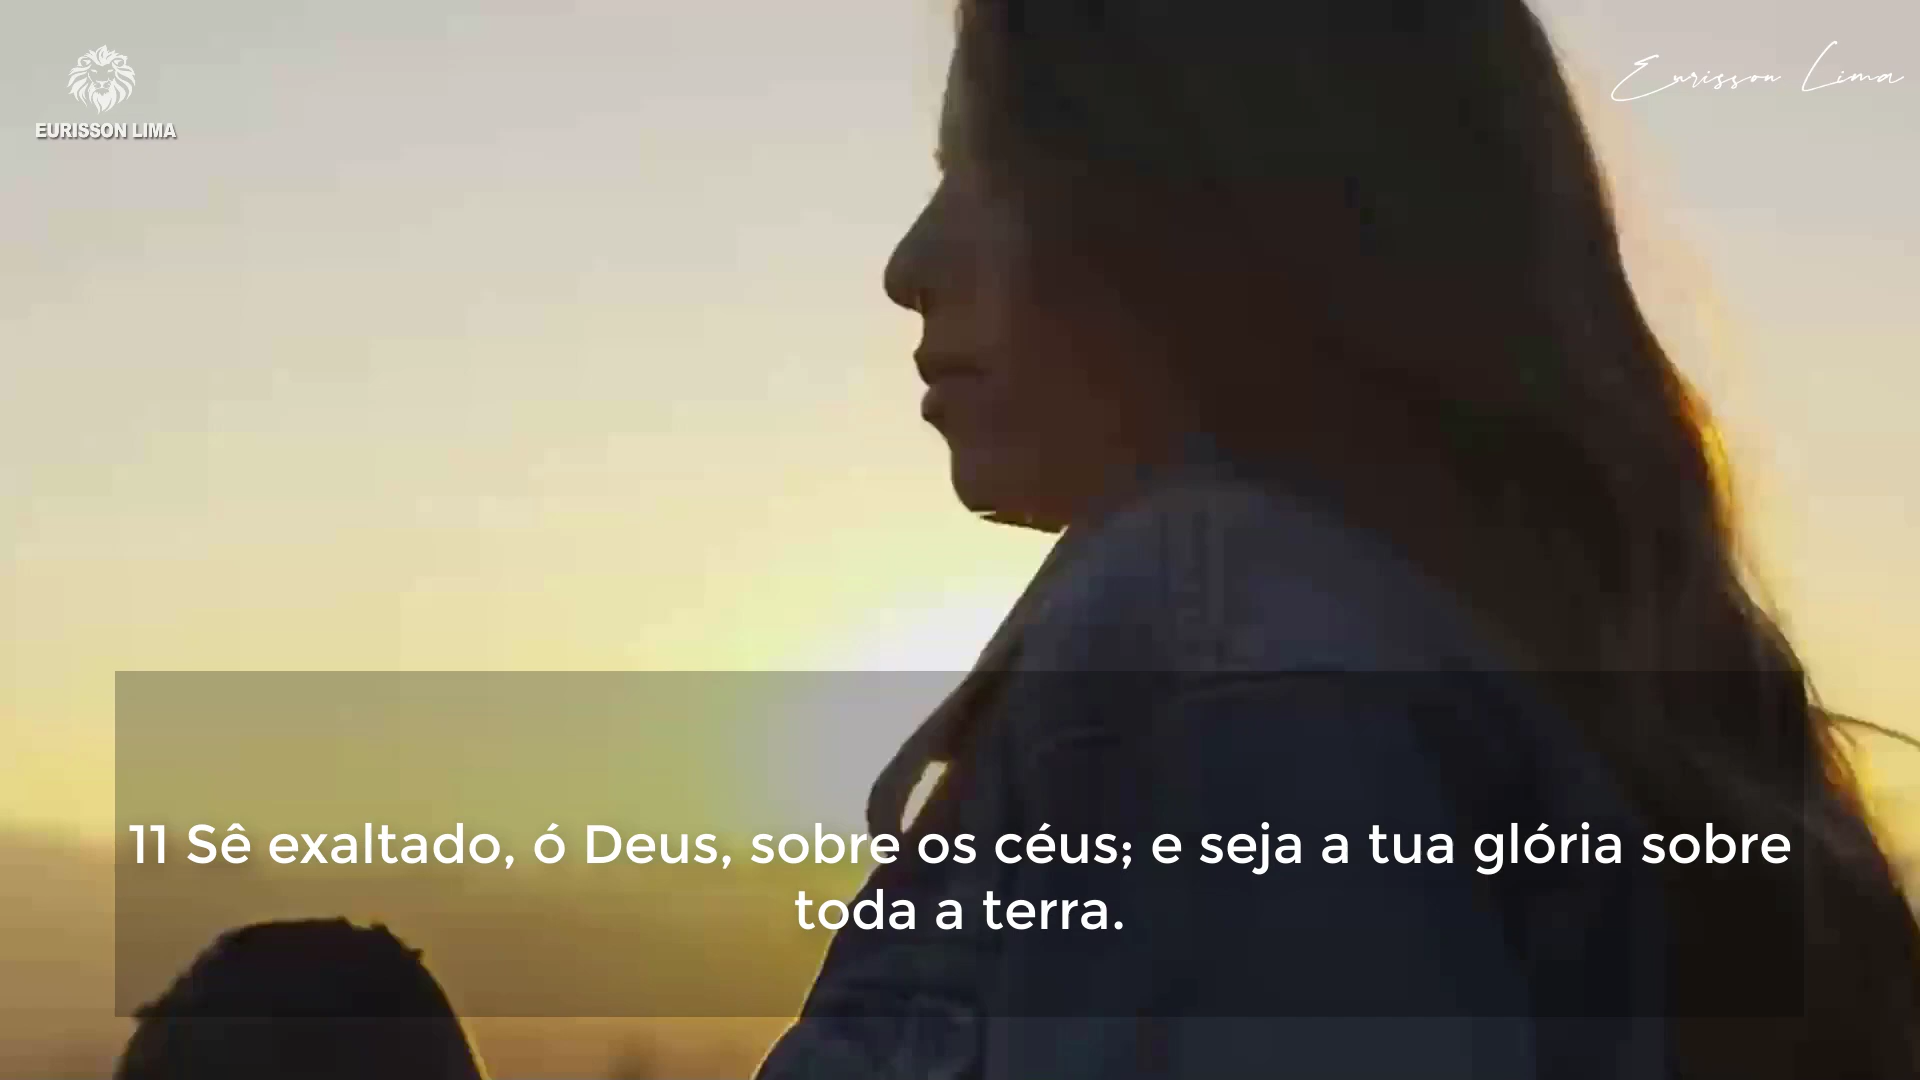 EURISSON LIMA
Eurisson Lima
11 Sê exaltado, ó Deus, sobre os céus; e seja a tua glória sobre
toda a terra.